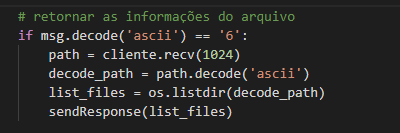 # retornar as informações do arquivo
if msg.decode('ascii') == '6':
    path = cliente.recv(1024)
    decode_path = path.decode('ascii')
    list_files = os.listdir(decode_path)
    sendResponse(list_files)